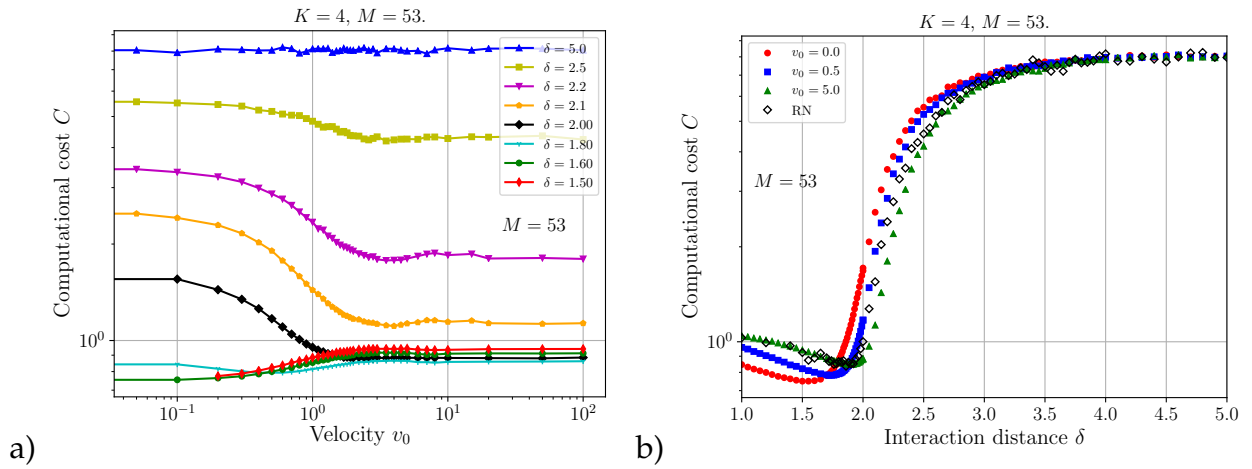 K = 4, M = 53.
Computational cost C
10⁰
δ = 5.0
δ = 2.5
δ = 2.2
δ = 2.1
δ = 2.00
δ = 1.80
δ = 1.60
δ = 1.50
M = 53
10⁻¹ 10⁰ 10¹ 10²
Velocity v₀
a)
K = 4, M = 53.
Computational cost C
10⁰
v₀ = 0.0
v₀ = 0.5
v₀ = 5.0
RN
M = 53
1.0 1.5 2.0 2.5 3.0 3.5 4.0 4.5 5.0
Interaction distance δ
b)